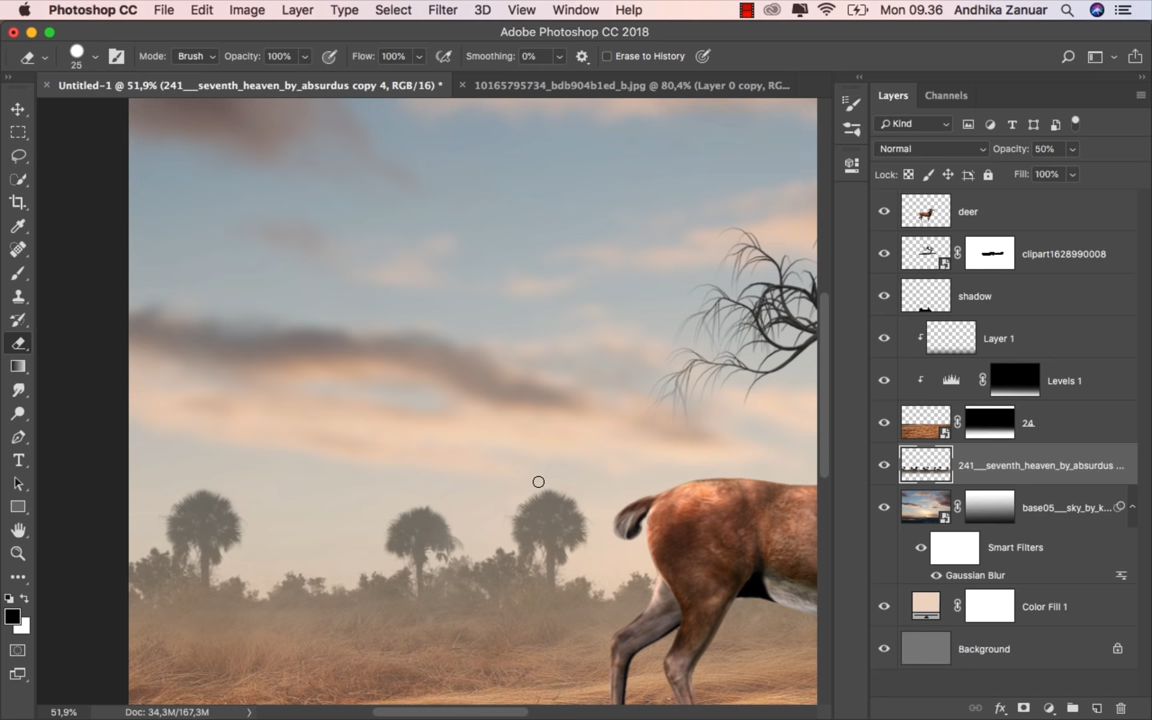 Photoshop CC File Edit Image Layer Type Select Filter 3D View Window Help Mon 09.36 Andhika Zanuar
Adobe Photoshop CC 2018
25 Mode: Brush Opacity: 100% Flow: 100% Smoothing: 0% Erase to History
Untitled-1 @ 51,9% (241___seventh_heaven_by_absurdus copy 4, RGB/16) * 10165795734_bdb904b1ed_b.jpg @ 80,4% (Layer 0 copy, RG...
Layers Channels
Kind
Normal Opacity: 50%
Lock: Fill: 100%
deer
clipart1628990008
shadow
Layer 1
Levels 1
241___seventh_heaven_by_absurdus ...
base05___sky_by_k...
Smart Filters
Gaussian Blur
Color Fill 1
Background
51,9% Doc: 34,3M/167,3M